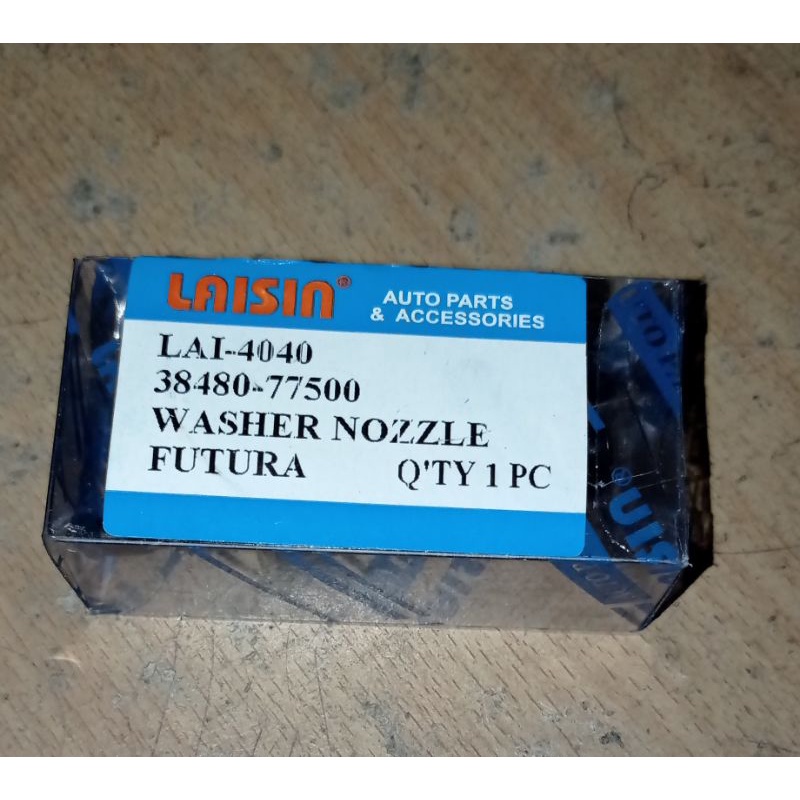 LAISIN®
AUTO PARTS
& ACCESSORIES
LAI-4040
38480-77500
WASHER NOZZLE
FUTURA Q'TY 1 PC